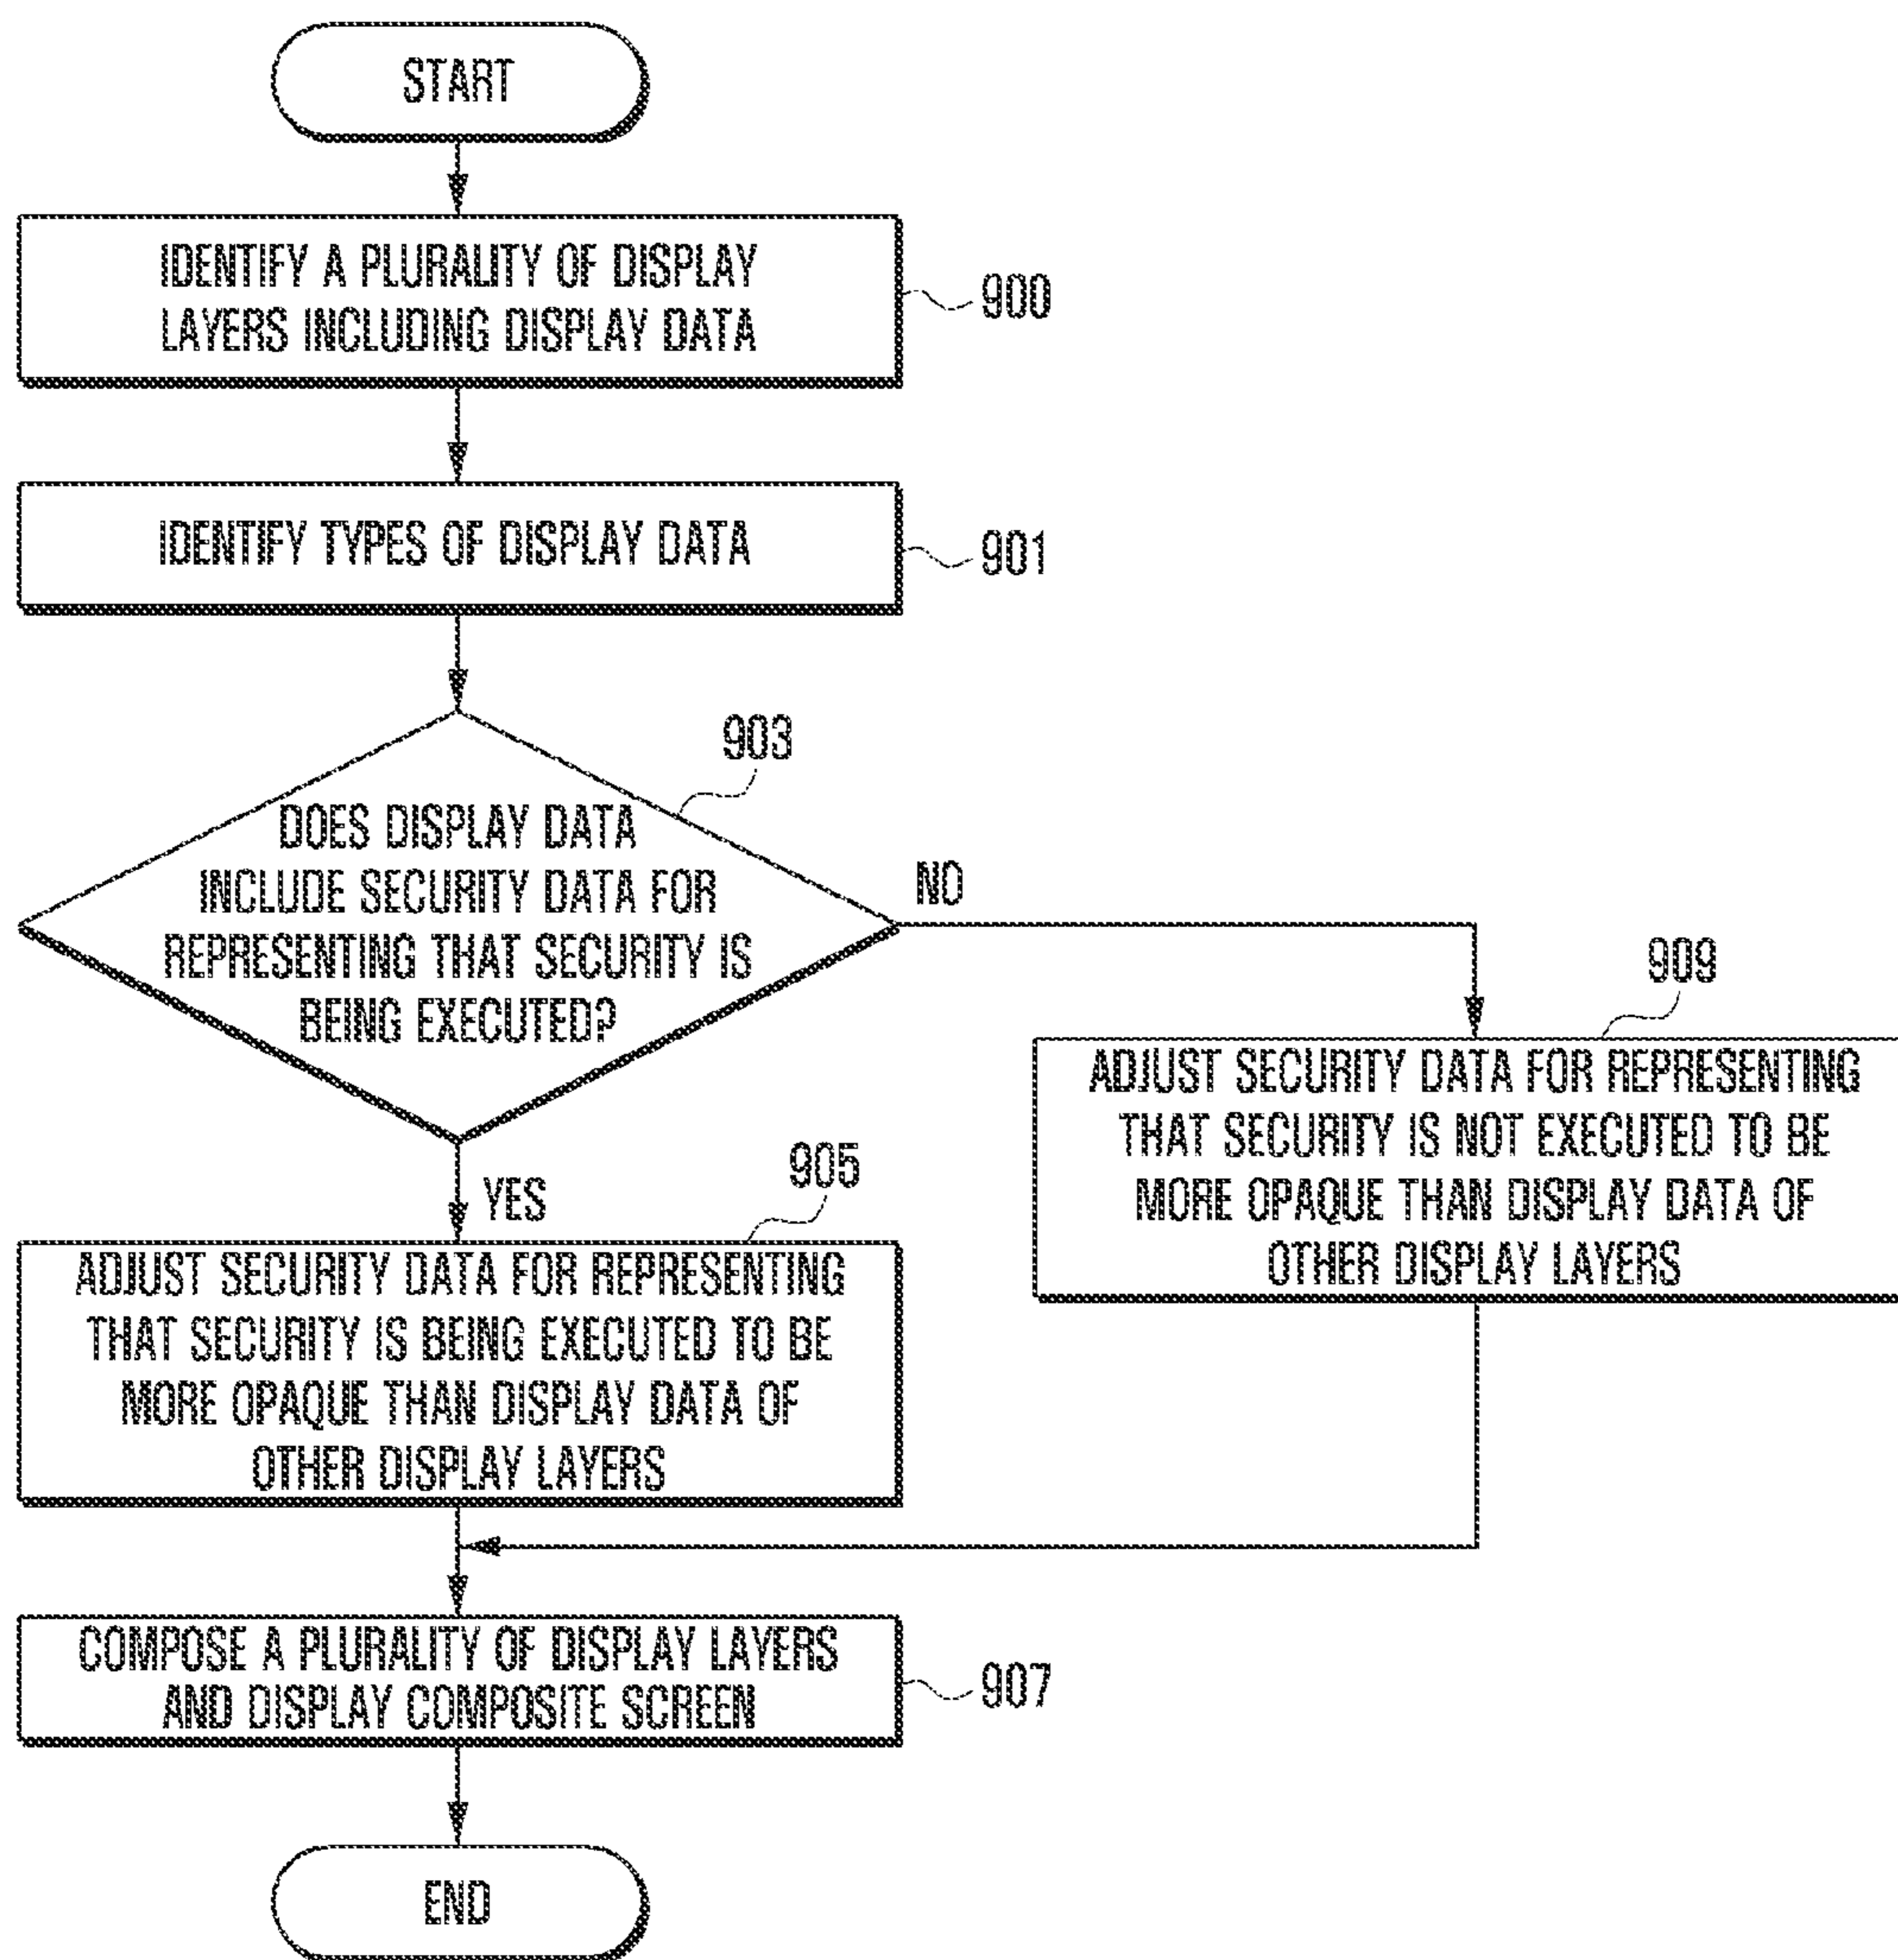 START
IDENTIFY A PLURALITY OF DISPLAY
LAYERS INCLUDING DISPLAY DATA
900
IDENTIFY TYPES OF DISPLAY DATA
901
903
DOES DISPLAY DATA
INCLUDE SECURITY DATA FOR
REPRESENTING THAT SECURITY IS
BEING EXECUTED?
NO
909
ADJUST SECURITY DATA FOR REPRESENTING
THAT SECURITY IS NOT EXECUTED TO BE
MORE OPAQUE THAN DISPLAY DATA OF
OTHER DISPLAY LAYERS
YES
905
ADJUST SECURITY DATA FOR REPRESENTING
THAT SECURITY IS BEING EXECUTED TO BE
MORE OPAQUE THAN DISPLAY DATA OF
OTHER DISPLAY LAYERS
COMPOSE A PLURALITY OF DISPLAY LAYERS
AND DISPLAY COMPOSITE SCREEN
907
END